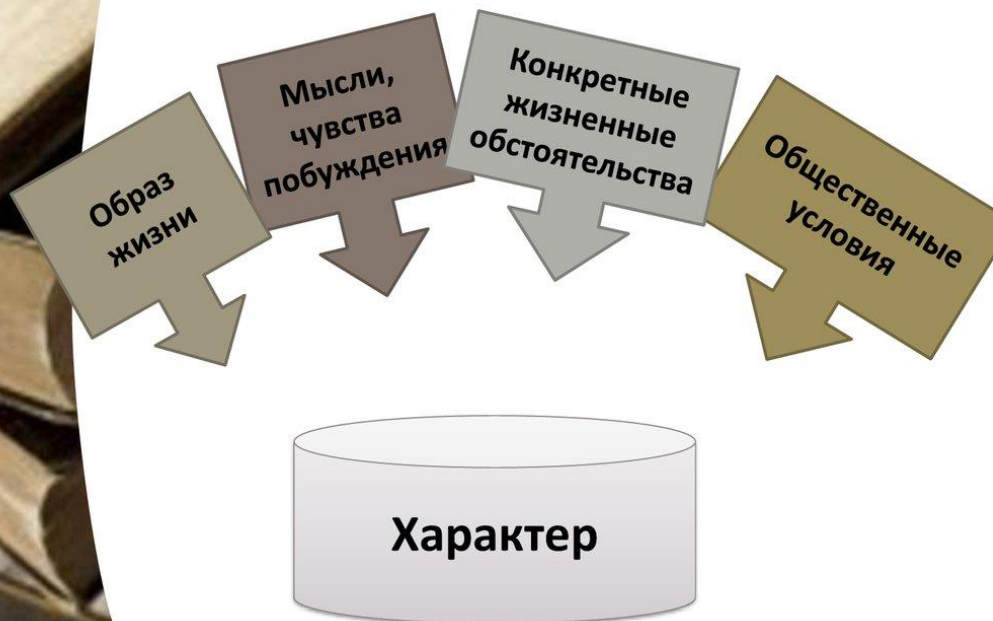 Образ
жизни
Мысли,
чувства
побуждения
Конкретные
жизненные
обстоятельства
Общественные
условия
Характер